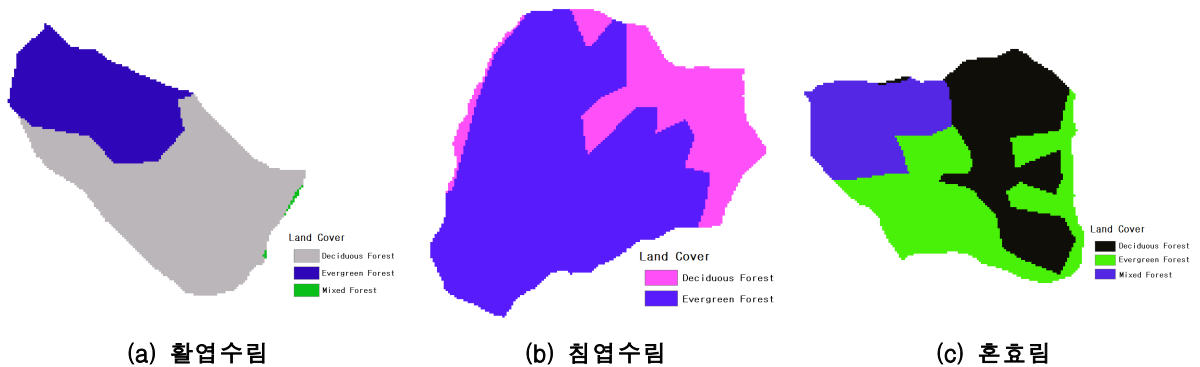 Land Cover
Deciduous Forest
Evergreen Forest
Mixed Forest
(a) 활엽수림
Land Cover
Deciduous Forest
Evergreen Forest
(b) 침엽수림
Land Cover
Deciduous Forest
Evergreen Forest
Mixed Forest
(c) 혼효림